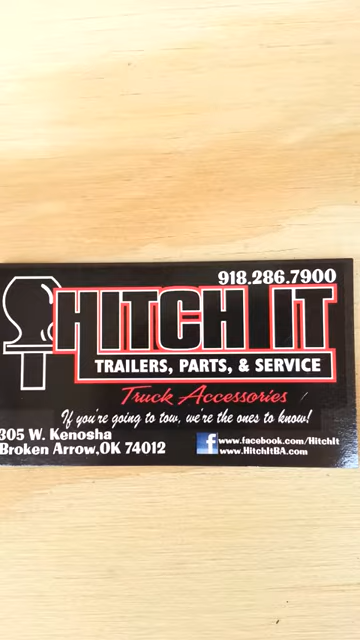 918.286.7900
HITCH IT
TRAILERS, PARTS, & SERVICE
Truck Accessories
If you're going to tow, we're the ones to know!
305 W. Kenosha
Broken Arrow,OK 74012
f
www.facebook.com/HitchIt
www.HitchItBA.com